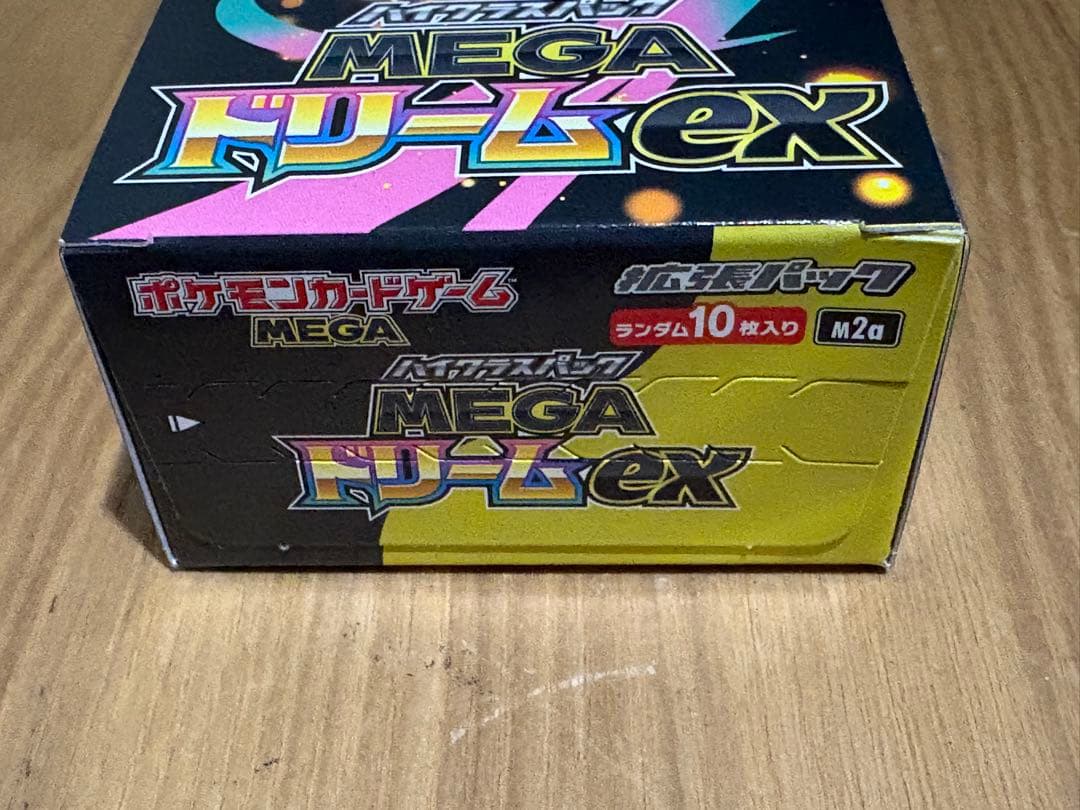 ハイクラスパック
MEGA
ドリームex
ポケモンカードゲーム™
MEGA
拡張パック
ランダム10枚入り
M2a
ハイクラスパック
MEGA
ドリームex